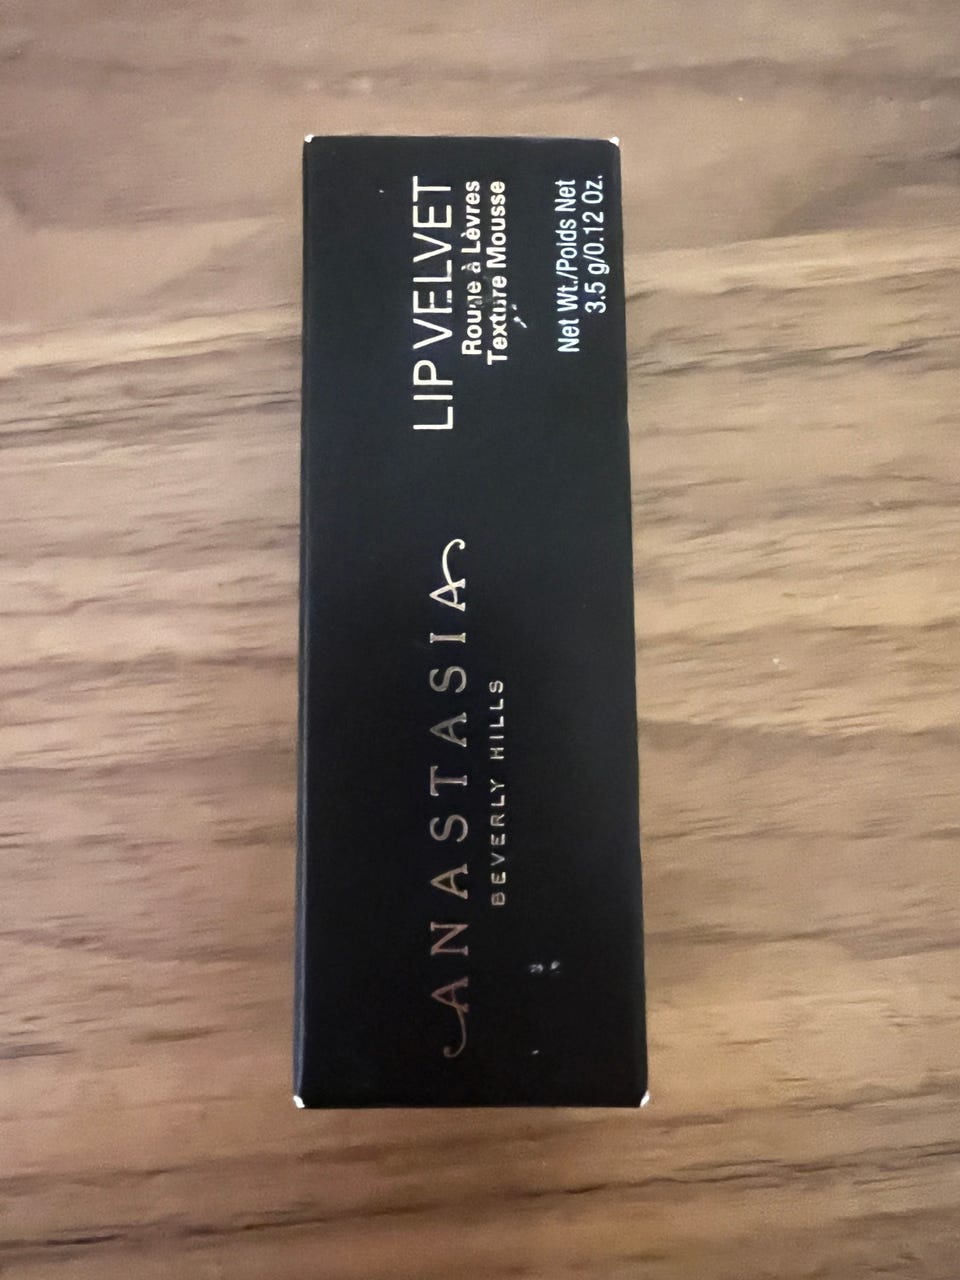 ANASTASIA
BEVERLY HILLS
LIP VELVET
Rouge à Lèvres
Texture Mousse
Net Wt./Poids Net
3.5 g/0.12 Oz.